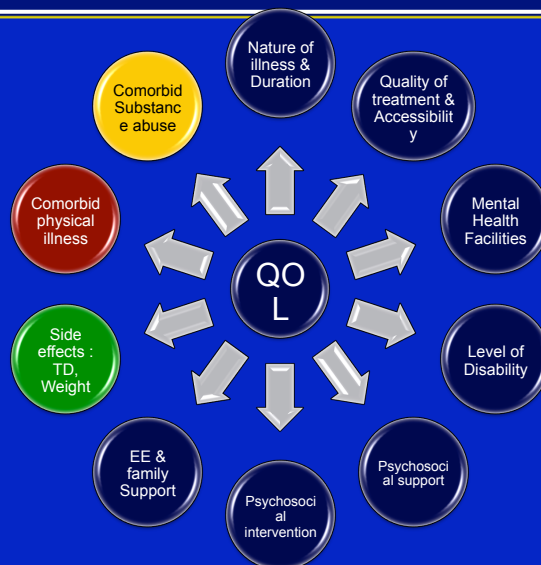 Nature of
illness &
Duration
Quality of
treatment &
Accessibilit
y
Mental
Health
Facilities
Level of
Disability
Psychosoci
al support
Psychosoci
al
intervention
EE &
family
Support
Side
effects :
TD,
Weight
Comorbid
physical
illness
Comorbid
Substanc
e abuse
QO
L